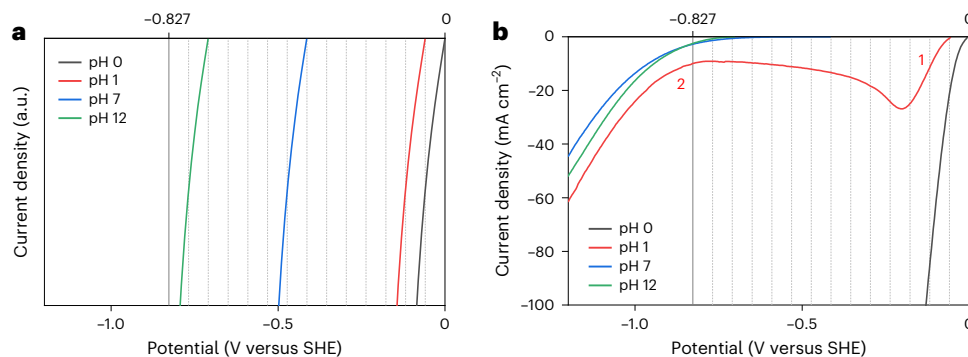 a
−0.827
0
pH 0
pH 1
pH 7
pH 12
Current density (a.u.)
−1.0
−0.5
0
Potential (V versus SHE)
b
−0.827
0
0
−20
−40
−60
−80
−100
Current density (mA cm⁻²)
1
2
pH 0
pH 1
pH 7
pH 12
−1.0
−0.5
0
Potential (V versus SHE)